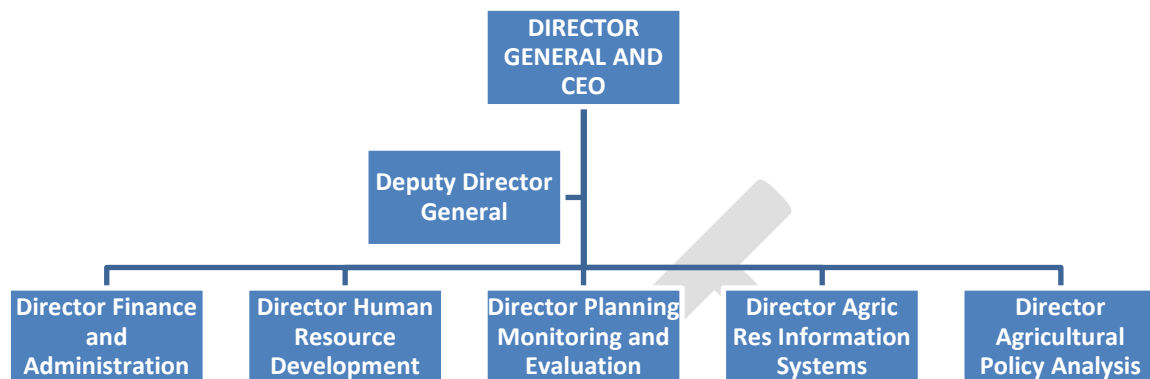 DIRECTOR
GENERAL AND
CEO
Deputy Director
General
Director Finance
and
Administration
Director Human
Resource
Development
Director Planning
Monitoring and
Evaluation
Director Agric
Res Information
Systems
Director
Agricultural
Policy Analysis